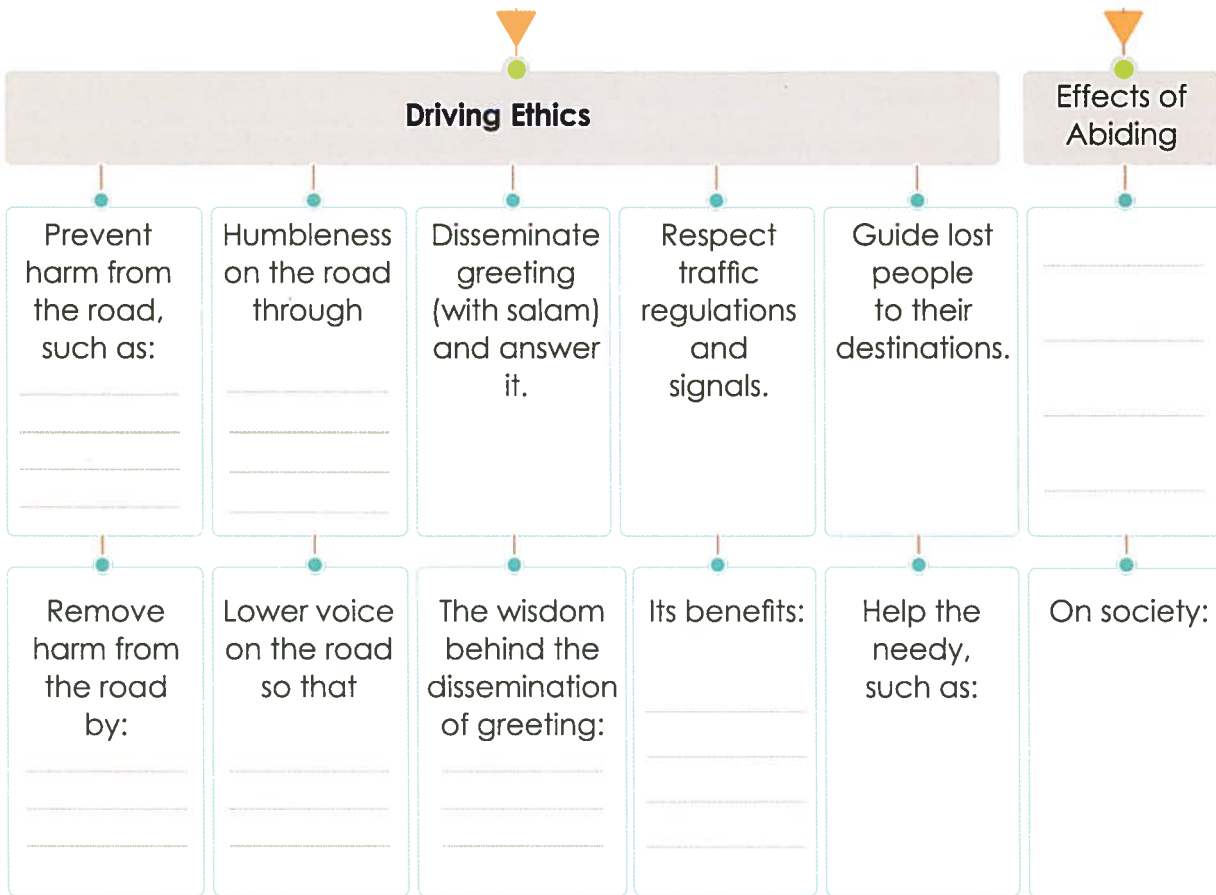 Driving Ethics
Effects of
Abiding
Prevent
harm from
the road,
such as:
Humbleness
on the road
through
Disseminate
greeting
(with salam)
and answer
it.
Respect
traffic
regulations
and
signals.
Guide lost
people
to their
destinations.
Remove
harm from
the road
by:
Lower voice
on the road
so that
The wisdom
behind the
dissemination
of greeting:
Its benefits:
Help the
needy,
such as:
On society: